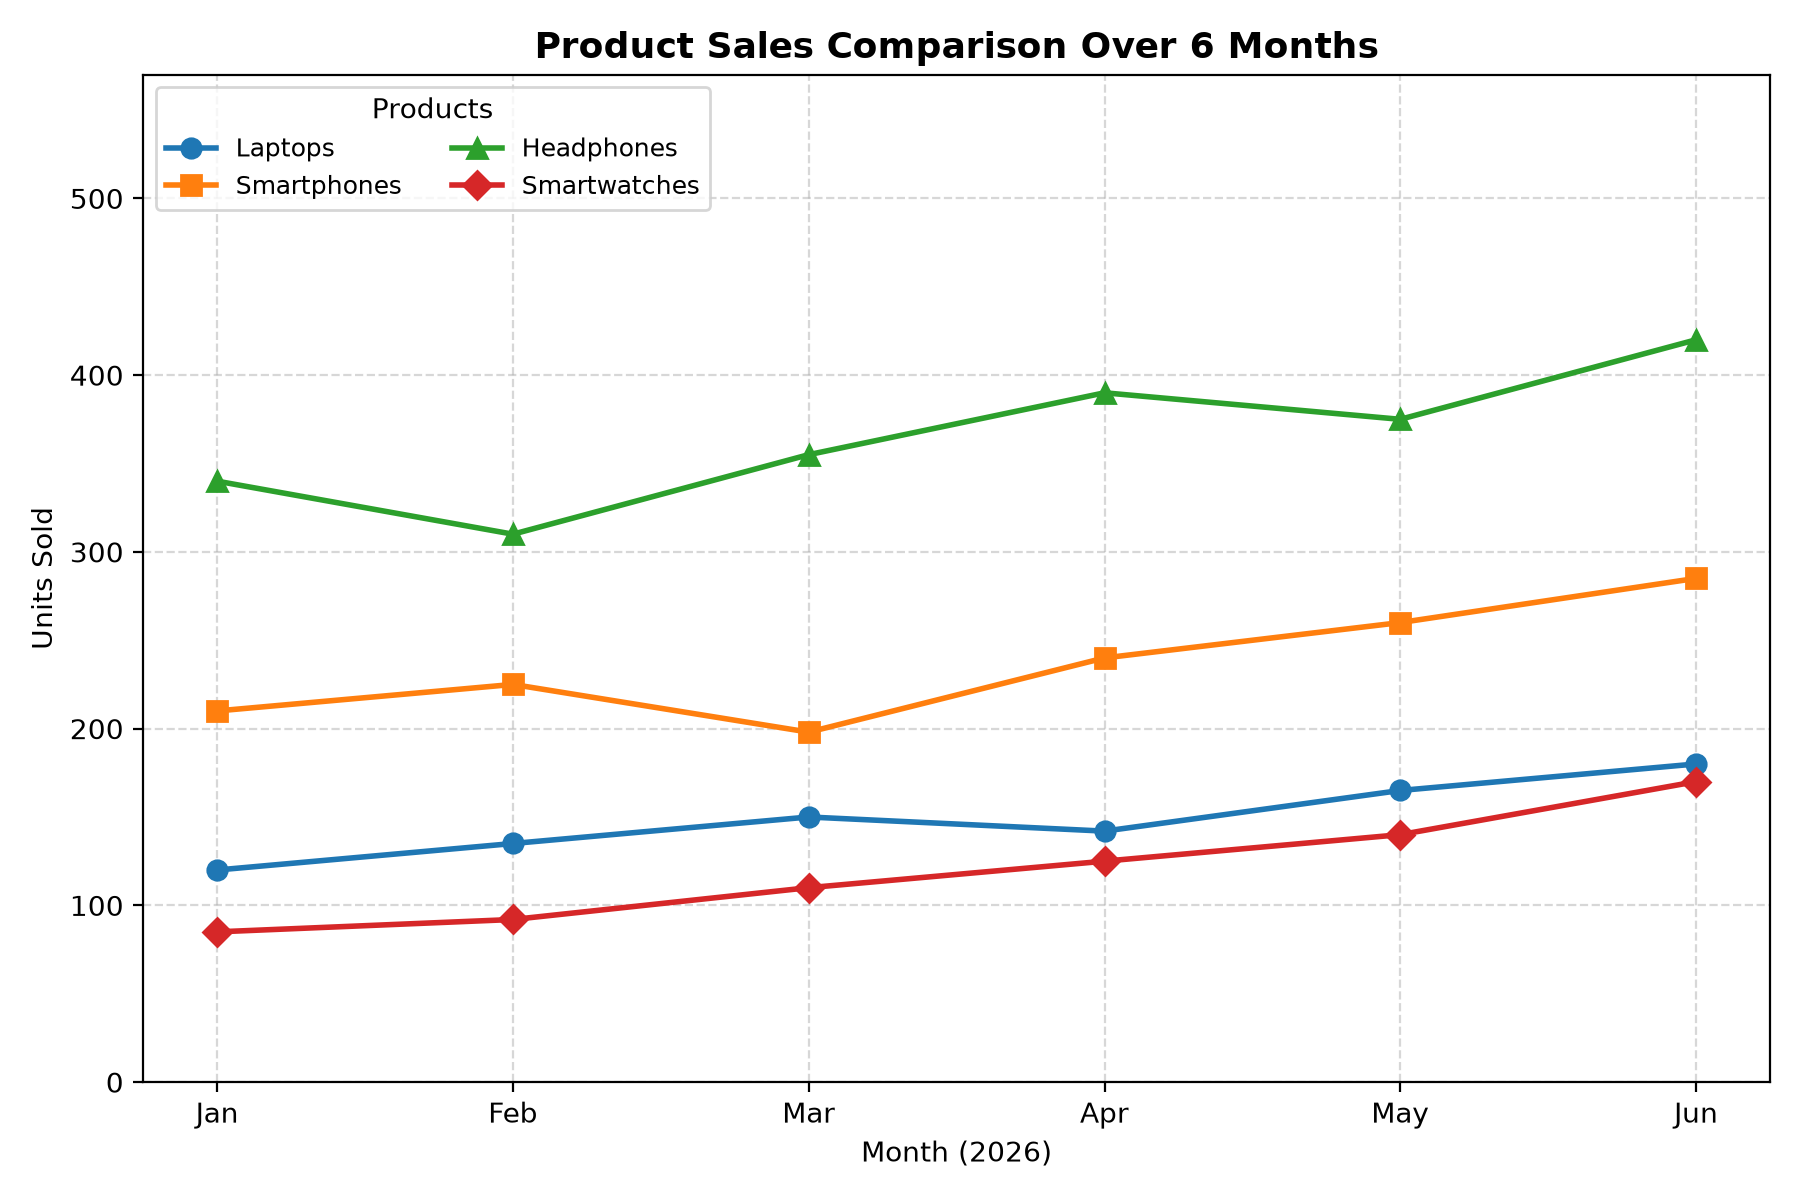 Product Sales Comparison Over 6 Months
Products
Laptops
Smartphones
Headphones
Smartwatches
Units Sold
500
400
300
200
100
0
Jan Feb Mar Apr May Jun
Month (2026)